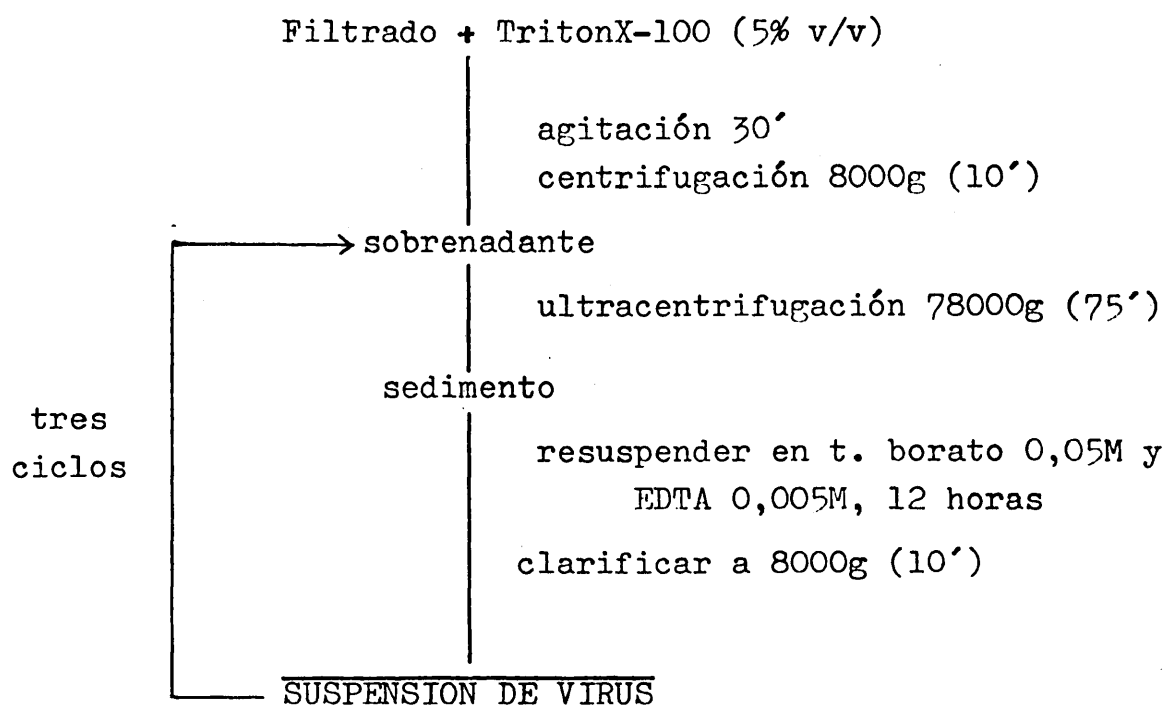 Filtrado + TritonX-100 (5% v/v)
agitación 30´
centrifugación 8000g (10´)
sobrenadante
ultracentrifugación 78000g (75´)
sedimento
tres
ciclos
resuspender en t. borato 0,05M y
EDTA 0,005M, 12 horas
clarificar a 8000g (10´)
SUSPENSION DE VIRUS